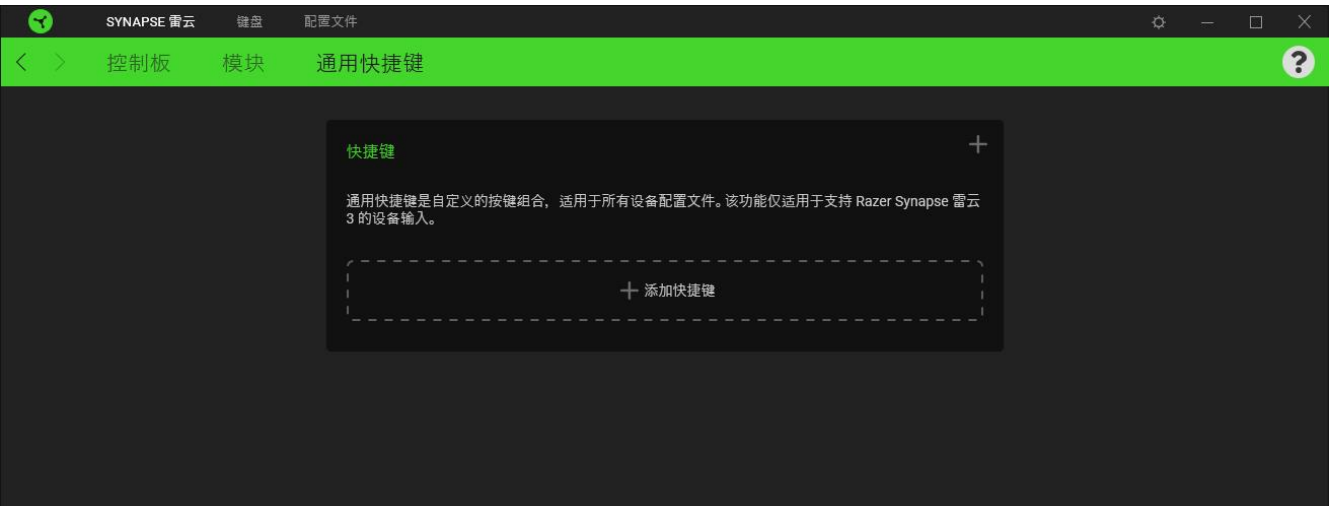 SYNAPSE 雷云 键盘 配置文件
控制板 模块 通用快捷键 ?
快捷键
通用快捷键是自定义的按键组合，适用于所有设备配置文件。该功能仅适用于支持 Razer Synapse 雷云
3 的设备输入。
添加快捷键